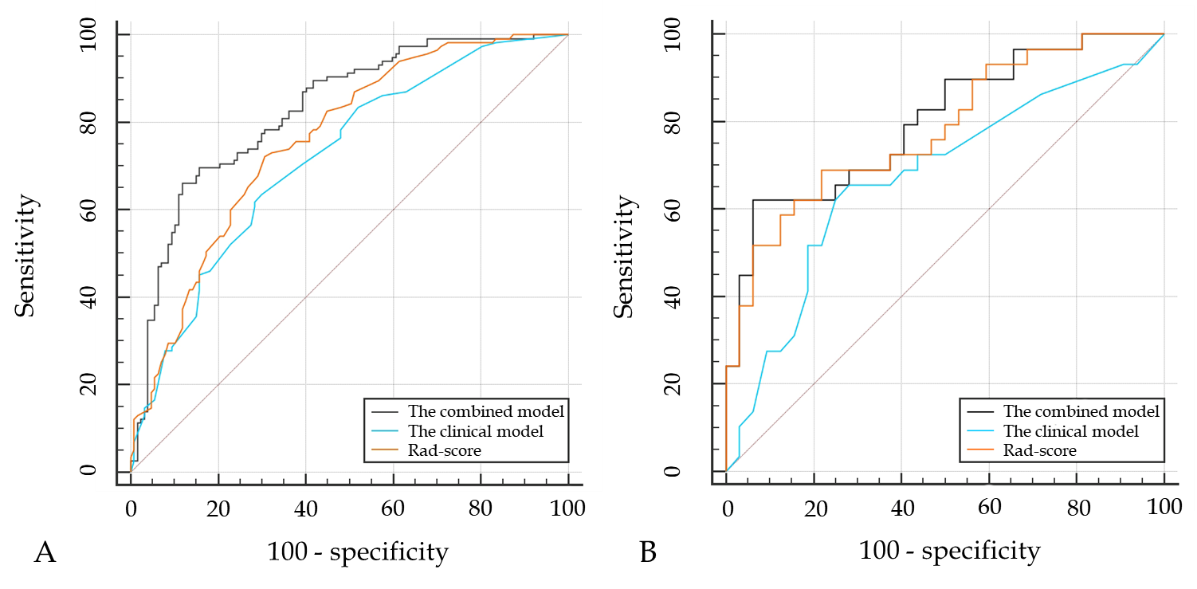 100
80
60
40
20
0
Sensitivity
The combined model
The clinical model
Rad-score
0 20 40 60 80 100
100 - specificity
A
100
80
60
40
20
0
Sensitivity
The combined model
The clinical model
Rad-score
0 20 40 60 80 100
100 - specificity
B